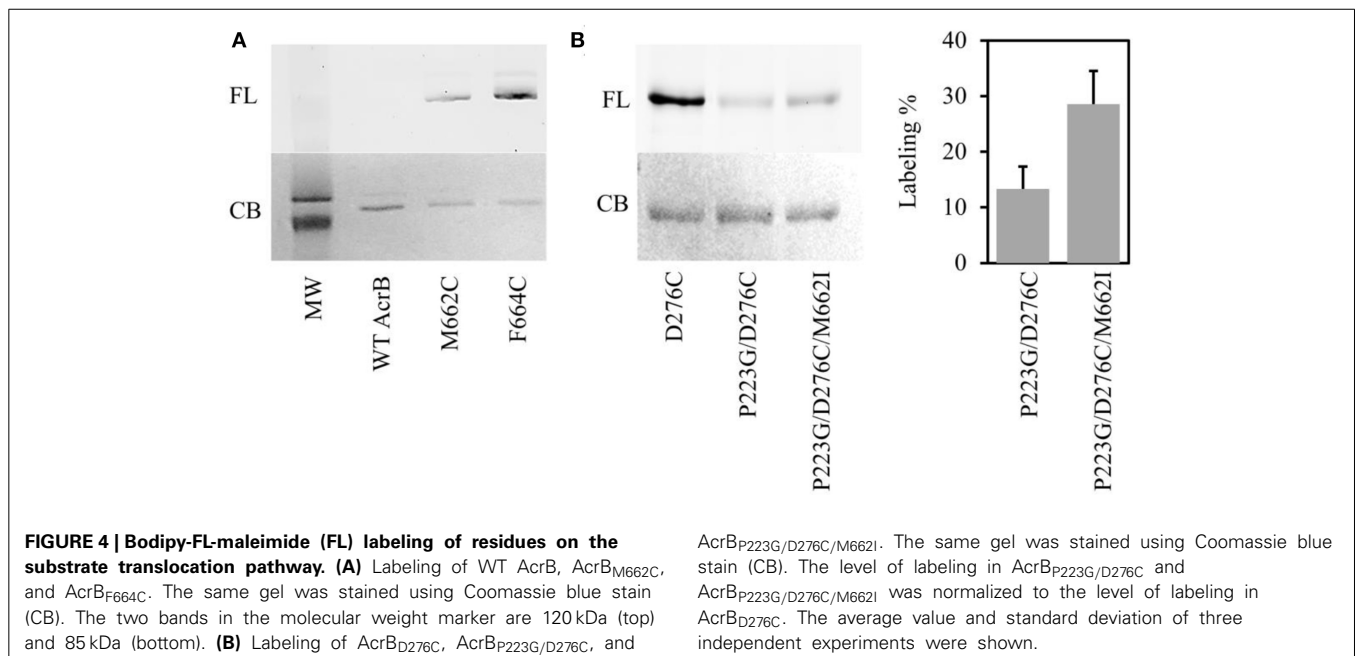 A
FL
CB
MW
WT AcrB
M662C
F664C
B
FL
CB
D276C
P223G/D276C
P223G/D276C/M662I
40
30
20
10
0
Labeling %
P223G/D276C
P223G/D276C/M662I
FIGURE 4 | Bodipy-FL-maleimide (FL) labeling of residues on the
substrate translocation pathway. (A) Labeling of WT AcrB, AcrBM662C,
and AcrBF664C. The same gel was stained using Coomassie blue stain
(CB). The two bands in the molecular weight marker are 120 kDa (top)
and 85 kDa (bottom). (B) Labeling of AcrBD276C, AcrBP223G/D276C, and
AcrBP223G/D276C/M662I. The same gel was stained using Coomassie blue
stain (CB). The level of labeling in AcrBP223G/D276C and
AcrBP223G/D276C/M662I was normalized to the level of labeling in
AcrBD276C. The average value and standard deviation of three
independent experiments were shown.